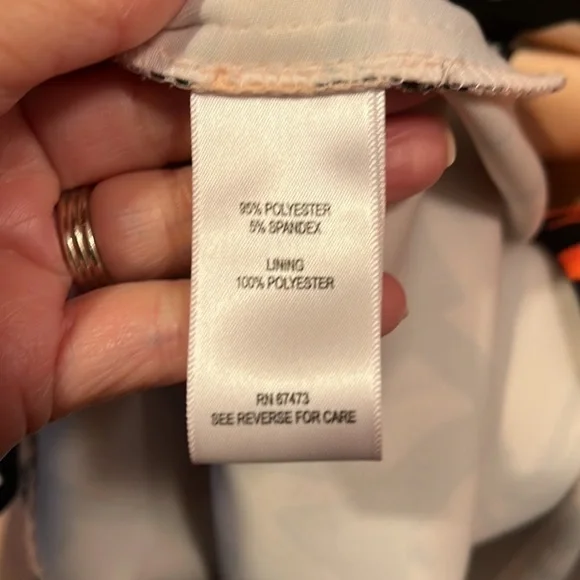 95% POLYESTER
5% SPANDEX
LINING
100% POLYESTER
RN 67473
SEE REVERSE FOR CARE